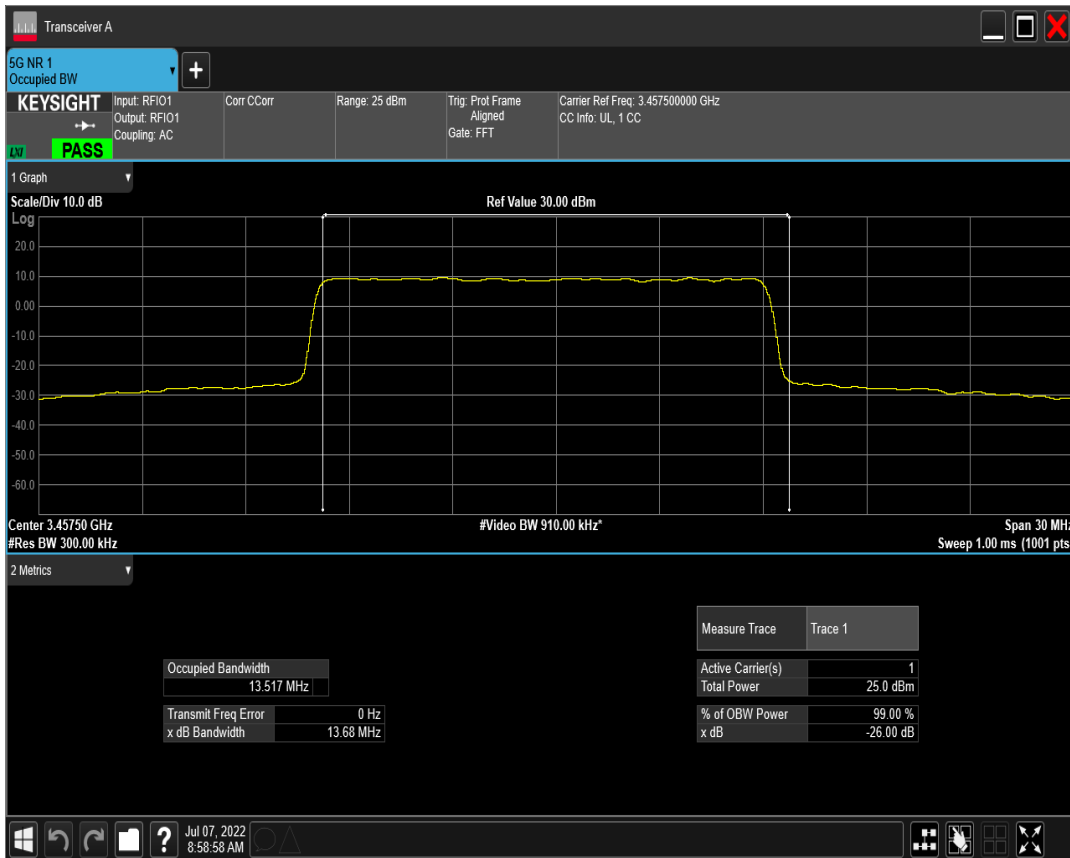 Transceiver A
5G NR 1
Occupied BW
+
KEYSIGHT
LXI
PASS
Input: RFIO1
Output: RFIO1
Coupling: AC
Corr CCorr
Range: 25 dBm
Trig: Prot Frame
Aligned
Gate: FFT
Carrier Ref Freq: 3.457500000 GHz
CC Info: UL, 1 CC
1 Graph
Scale/Div 10.0 dB
Ref Value 30.00 dBm
Log
20.0
10.0
0.00
-10.0
-20.0
-30.0
-40.0
-50.0
-60.0
Center 3.45750 GHz
#Video BW 910.00 kHz*
Span 30 MHz
#Res BW 300.00 kHz
Sweep 1.00 ms (1001 pts
2 Metrics
Measure Trace Trace 1
Occupied Bandwidth
13.517 MHz
Active Carrier(s) 1
Total Power 25.0 dBm
Transmit Freq Error 0 Hz
x dB Bandwidth 13.68 MHz
% of OBW Power 99.00 %
x dB -26.00 dB
?
Jul 07, 2022
8:58:58 AM